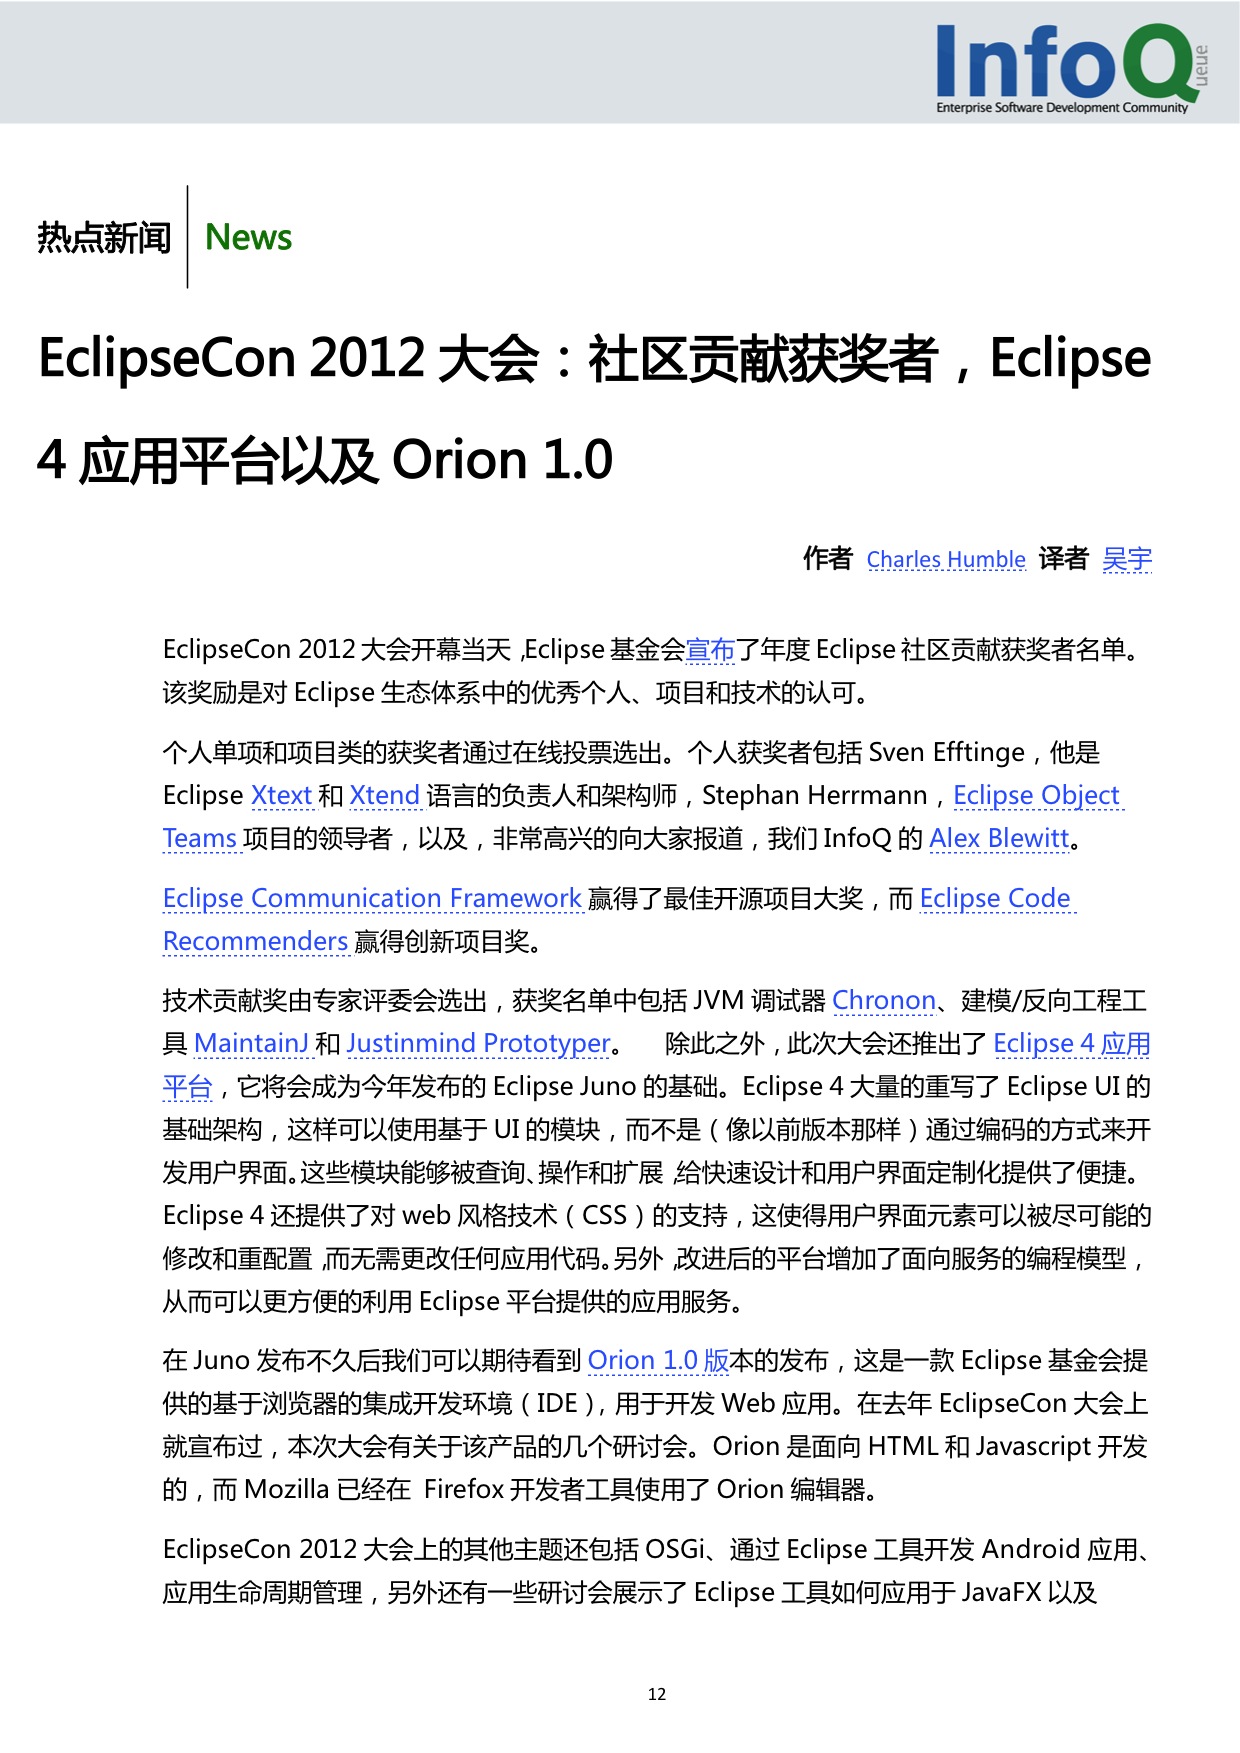 InfoQueue
Enterprise Software Development Community
热点新闻 News
EclipseCon 2012 大会：社区贡献获奖者，Eclipse
4 应用平台以及 Orion 1.0
作者 Charles Humble 译者 吴宇
EclipseCon 2012 大会开幕当天，Eclipse 基金会宣布了年度 Eclipse 社区贡献获奖者名单。
该奖励是对 Eclipse 生态体系中的优秀个人、项目和技术的认可。
个人单项和项目类的获奖者通过在线投票选出。个人获奖者包括 Sven Efftinge，他是
Eclipse Xtext 和 Xtend 语言的负责人和架构师，Stephan Herrmann，Eclipse Object
Teams 项目的领导者，以及，非常高兴的向大家报道，我们 InfoQ 的 Alex Blewitt。
Eclipse Communication Framework 赢得了最佳开源项目大奖，而 Eclipse Code
Recommenders 赢得创新项目奖。
技术贡献奖由专家评委会选出，获奖名单中包括 JVM 调试器 Chronon、建模/反向工程工
具 MaintainJ 和 Justinmind Prototyper。 除此之外，此次大会还推出了 Eclipse 4 应用
平台，它将会成为今年发布的 Eclipse Juno 的基础。Eclipse 4 大量的重写了 Eclipse UI 的
基础架构，这样可以使用基于 UI 的模块，而不是（像以前版本那样）通过编码的方式来开
发用户界面。这些模块能够被查询、操作和扩展，给快速设计和用户界面定制化提供了便捷。
Eclipse 4 还提供了对 web 风格技术（CSS）的支持，这使得用户界面元素可以被尽可能的
修改和重配置，而无需更改任何应用代码。另外，改进后的平台增加了面向服务的编程模型，
从而可以更方便的利用 Eclipse 平台提供的应用服务。
在 Juno 发布不久后我们可以期待看到 Orion 1.0 版本的发布，这是一款 Eclipse 基金会提
供的基于浏览器的集成开发环境（IDE），用于开发 Web 应用。在去年 EclipseCon 大会上
就宣布过，本次大会有关于该产品的几个研讨会。Orion 是面向 HTML 和 Javascript 开发
的，而 Mozilla 已经在 Firefox 开发者工具使用了 Orion 编辑器。
EclipseCon 2012 大会上的其他主题还包括 OSGi、通过 Eclipse 工具开发 Android 应用、
应用生命周期管理，另外还有一些研讨会展示了 Eclipse 工具如何应用于 JavaFX 以及
12